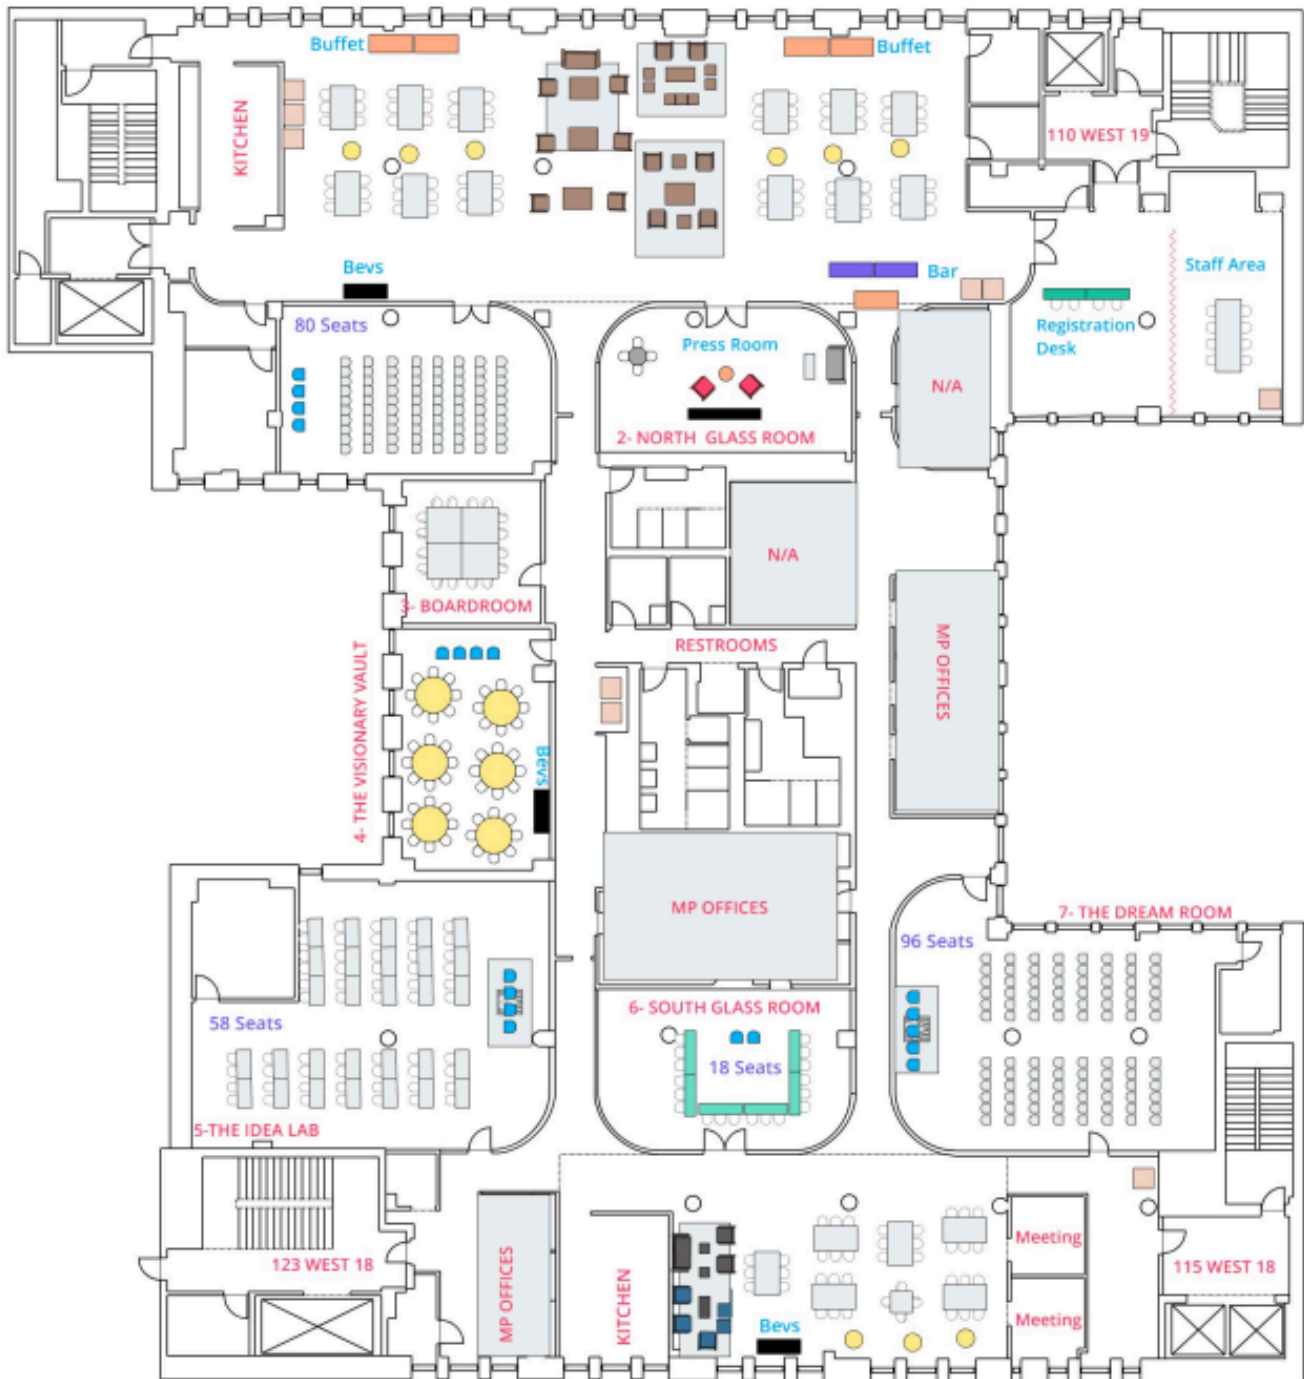 Buffet
Buffet
KITCHEN
110 WEST 19
Bevs
Bar
Staff Area
80 Seats
Registration
Desk
Press Room
N/A
2- NORTH GLASS ROOM
N/A
3- BOARDROOM
RESTROOMS
MP OFFICES
4- THE VISIONARY VAULT
Bevs
MP OFFICES
7- THE DREAM ROOM
96 Seats
58 Seats
6- SOUTH GLASS ROOM
18 Seats
5-THE IDEA LAB
123 WEST 18
MP OFFICES
KITCHEN
Meeting
115 WEST 18
Meeting
Bevs